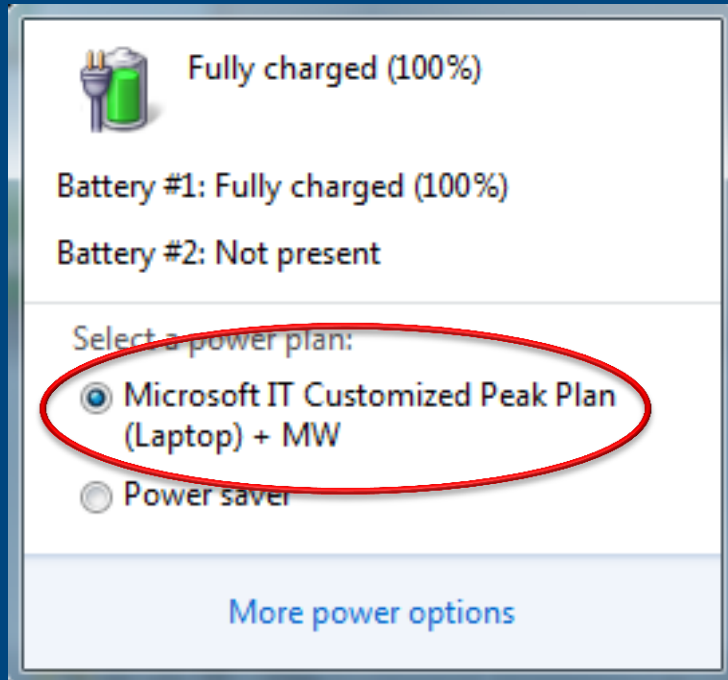 Fully charged (100%)
Battery #1: Fully charged (100%)
Battery #2: Not present
Select a power plan:
Microsoft IT Customized Peak Plan
(Laptop) + MW
Power saver
More power options